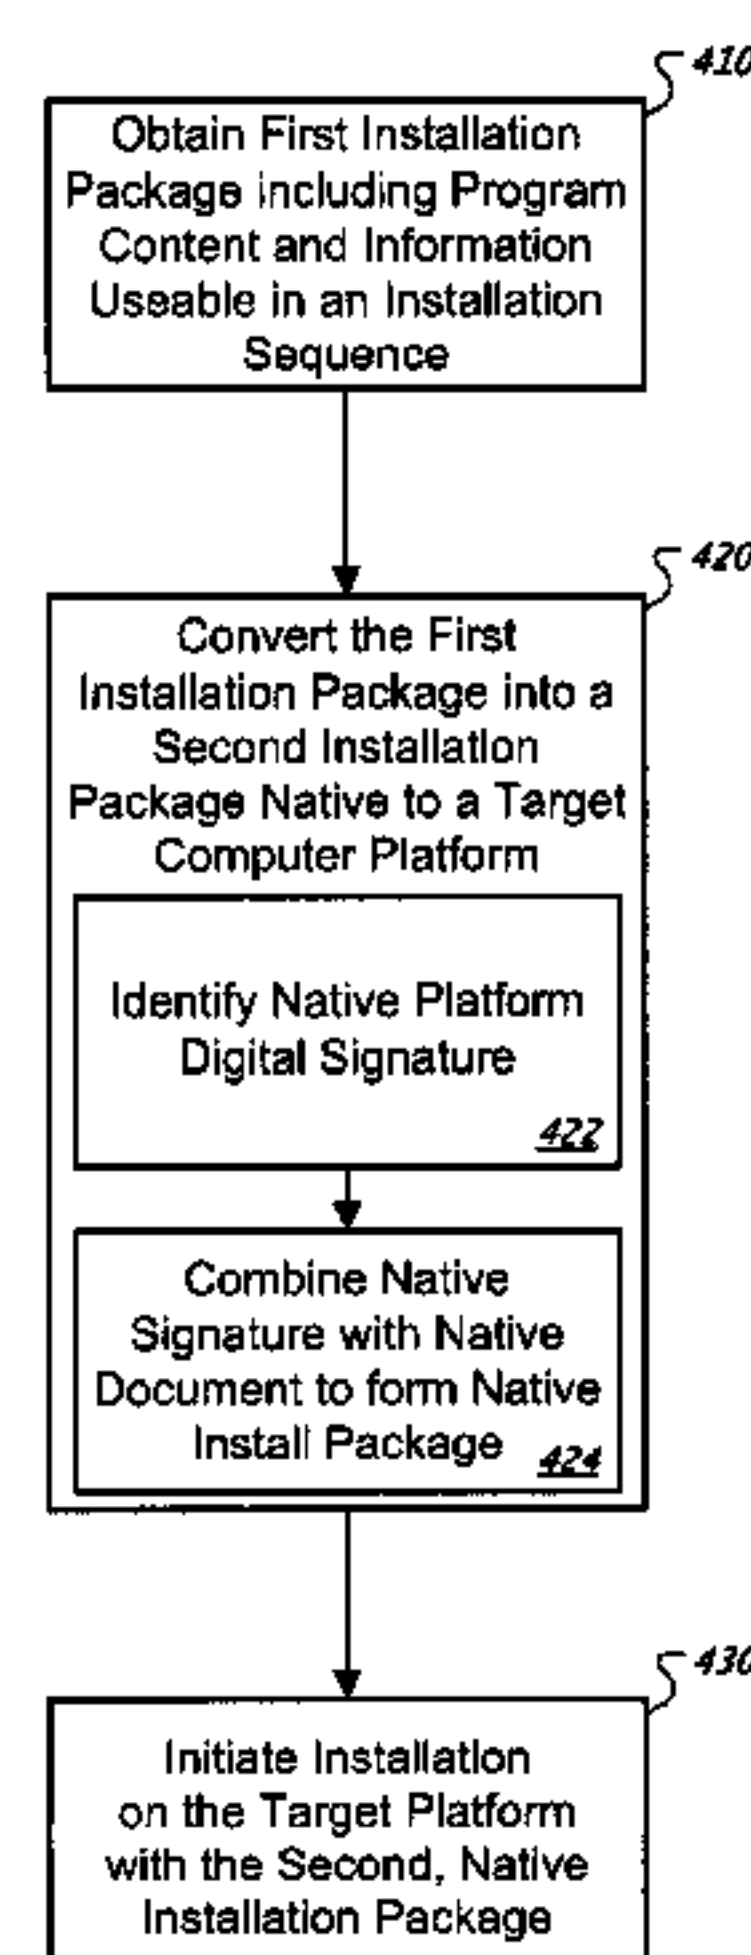 410
Obtain First Installation
Package including Program
Content and Information
Useable in an Installation
Sequence
420
Convert the First
Installation Package into a
Second Installation
Package Native to a Target
Computer Platform
Identify Native Platform
Digital Signature
422
Combine Native
Signature with Native
Document to form Native
Install Package
424
430
Initiate Installation
on the Target Platform
with the Second, Native
Installation Package